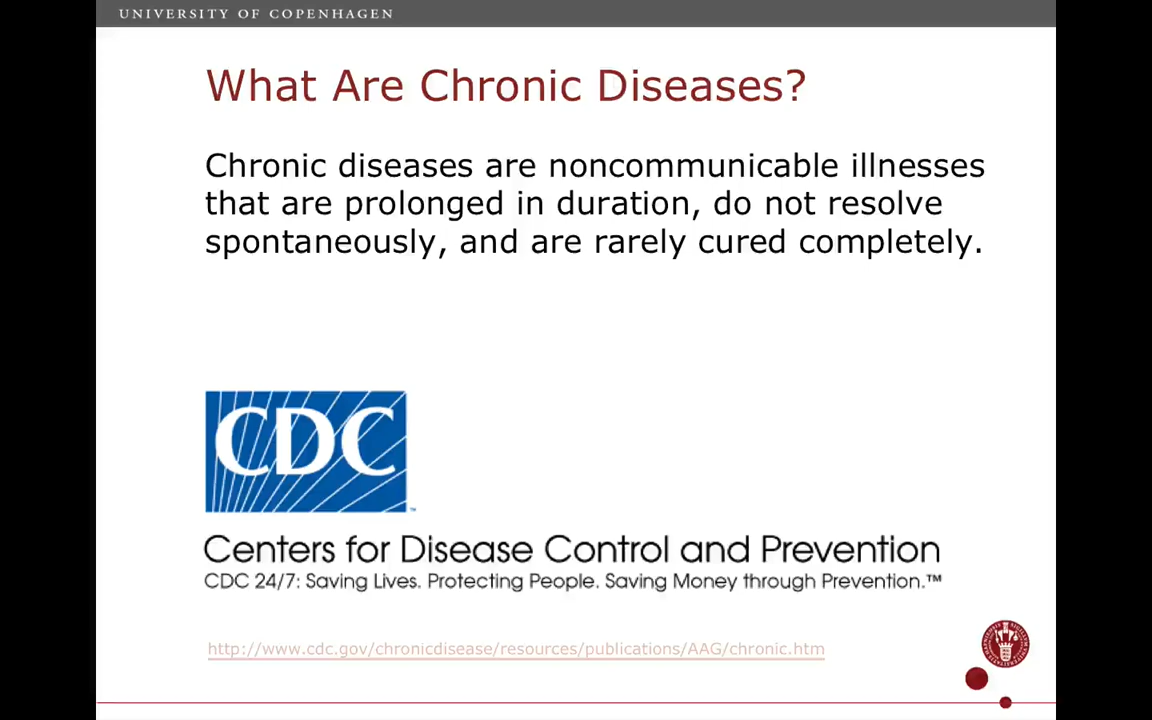 UNIVERSITY OF COPENHAGEN
What Are Chronic Diseases?
Chronic diseases are noncommunicable illnesses
that are prolonged in duration, do not resolve
spontaneously, and are rarely cured completely.
CDC
™
Centers for Disease Control and Prevention
CDC 24/7: Saving Lives. Protecting People. Saving Money through Prevention.™
http://www.cdc.gov/chronicdisease/resources/publications/AAG/chronic.htm